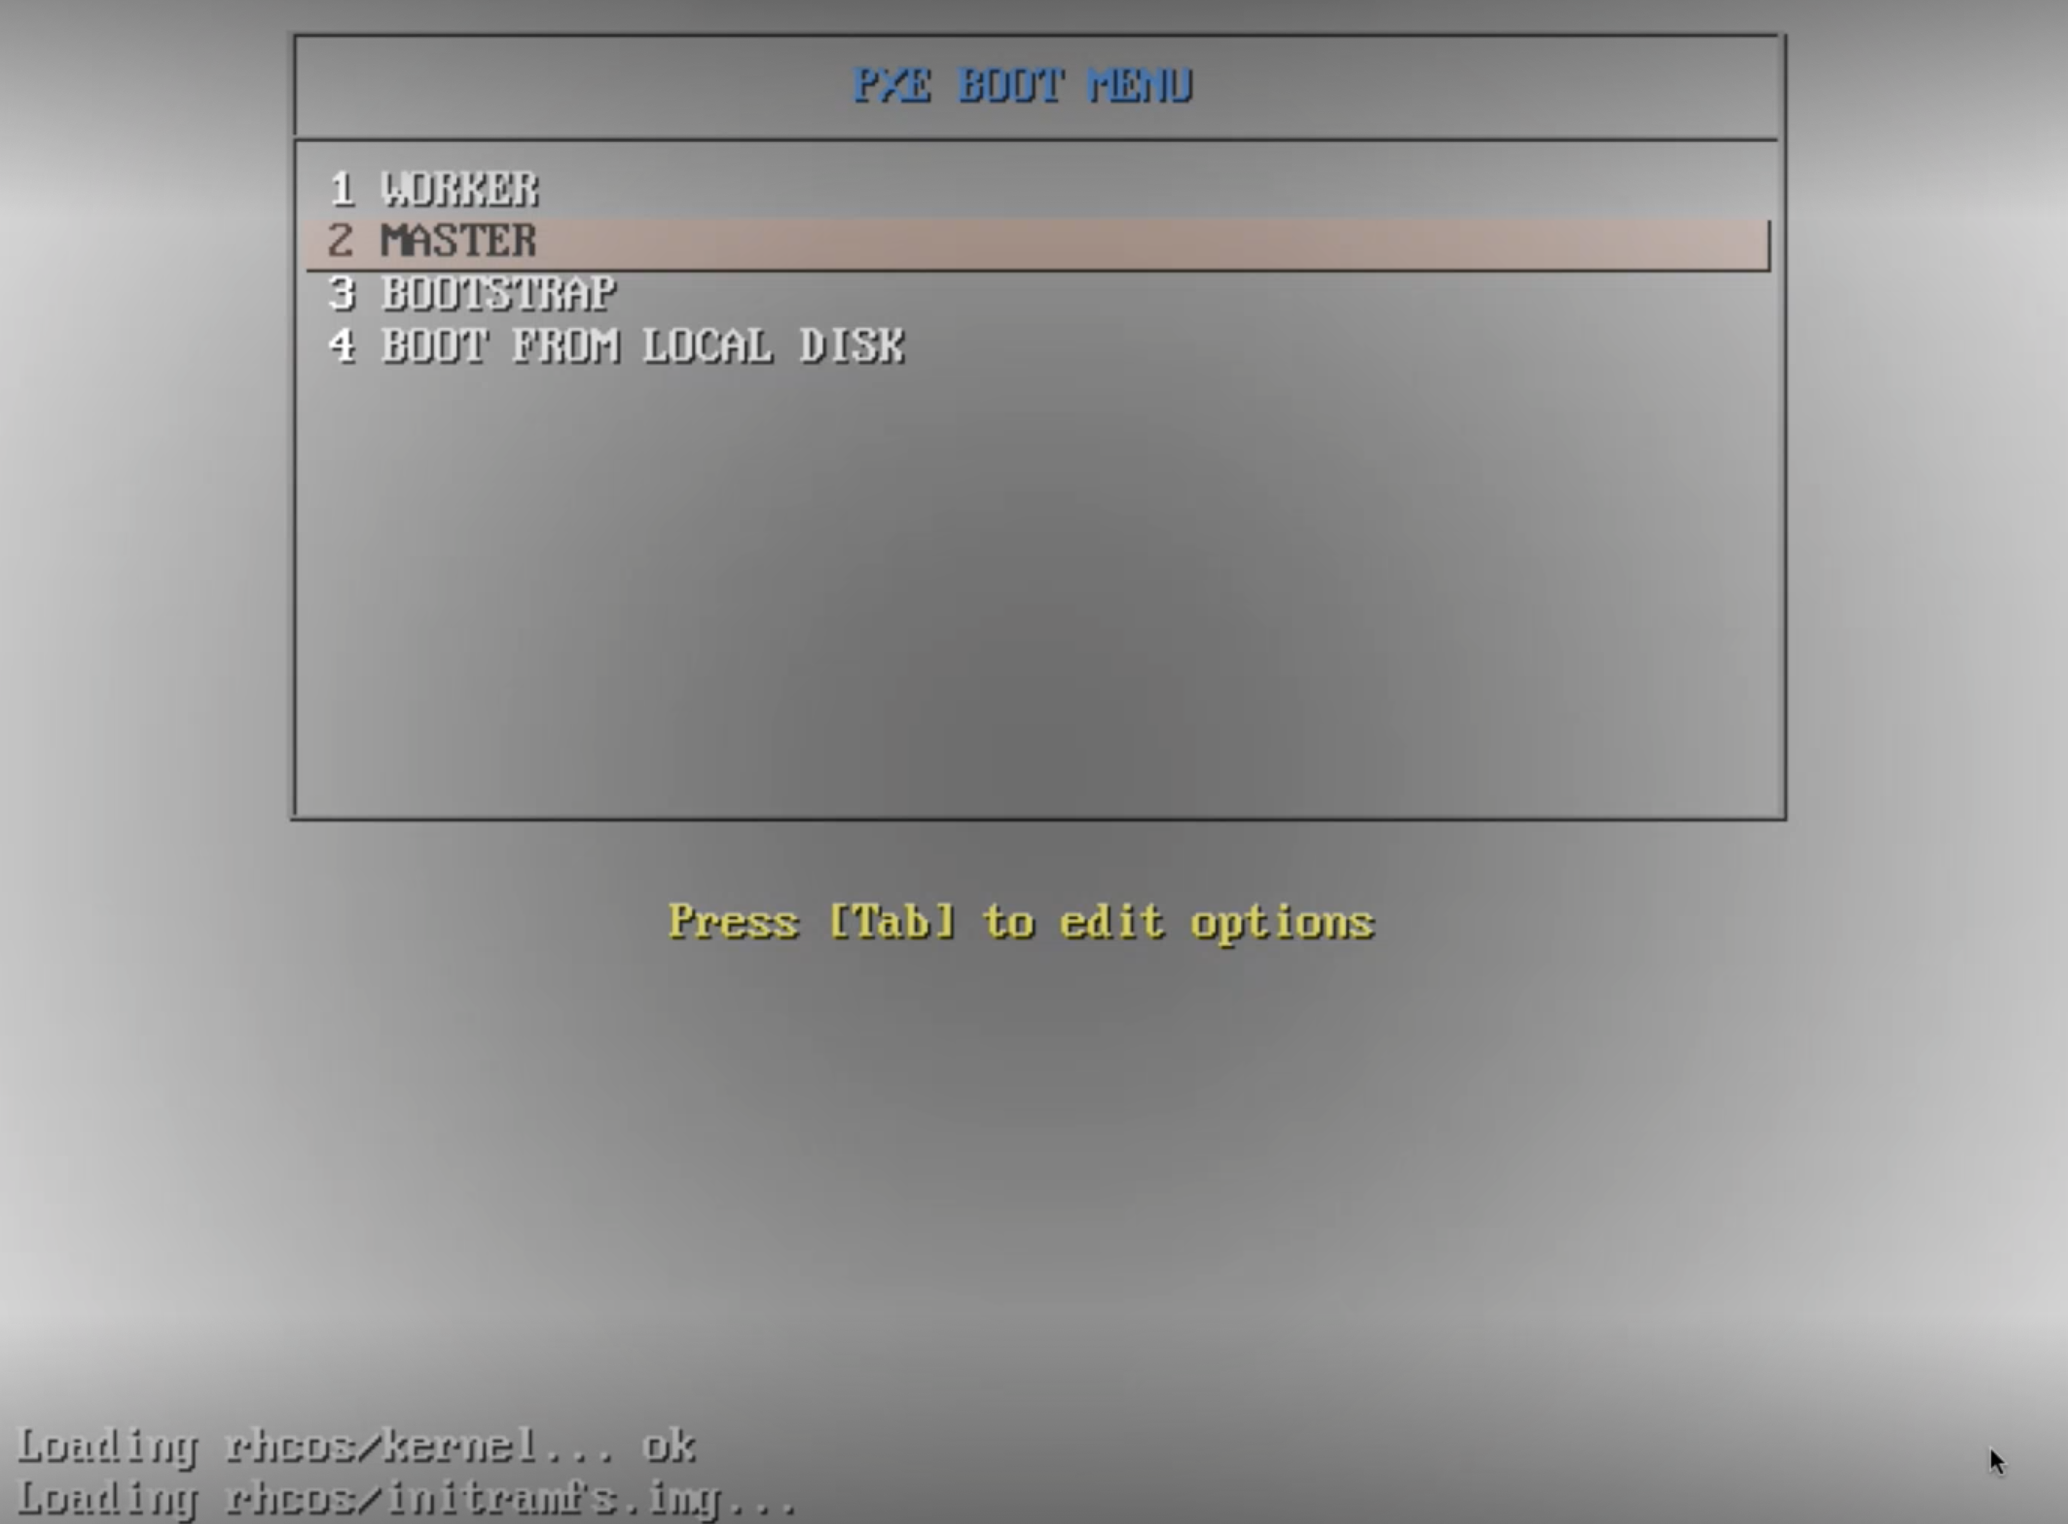 PXE BOOT MENU
1 WORKER
2 MASTER
3 BOOTSTRAP
4 BOOT FROM LOCAL DISK
Press [Tab] to edit options
Loading rhcos/kernel... ok
Loading rhcos/initramfs.img...